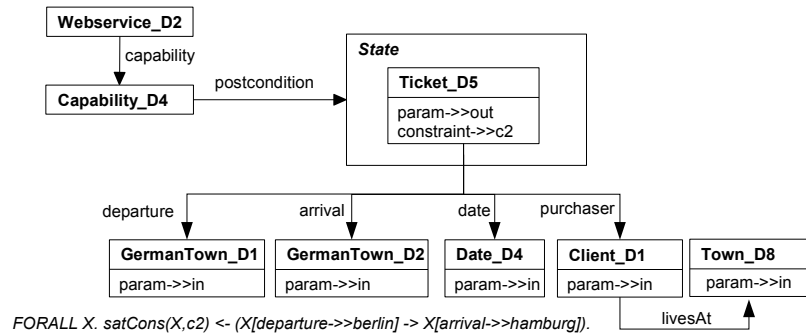 Webservice_D2
capability
Capability_D4
postcondition
State
Ticket_D5
param->>out
constraint->>c2
departure
arrival
date
purchaser
GermanTown_D1
param->>in
GermanTown_D2
param->>in
Date_D4
param->>in
Client_D1
param->>in
Town_D8
param->>in
livesAt
FORALL X. satCons(X,c2) <- (X[departure->>berlin] -> X[arrival->>hamburg]).